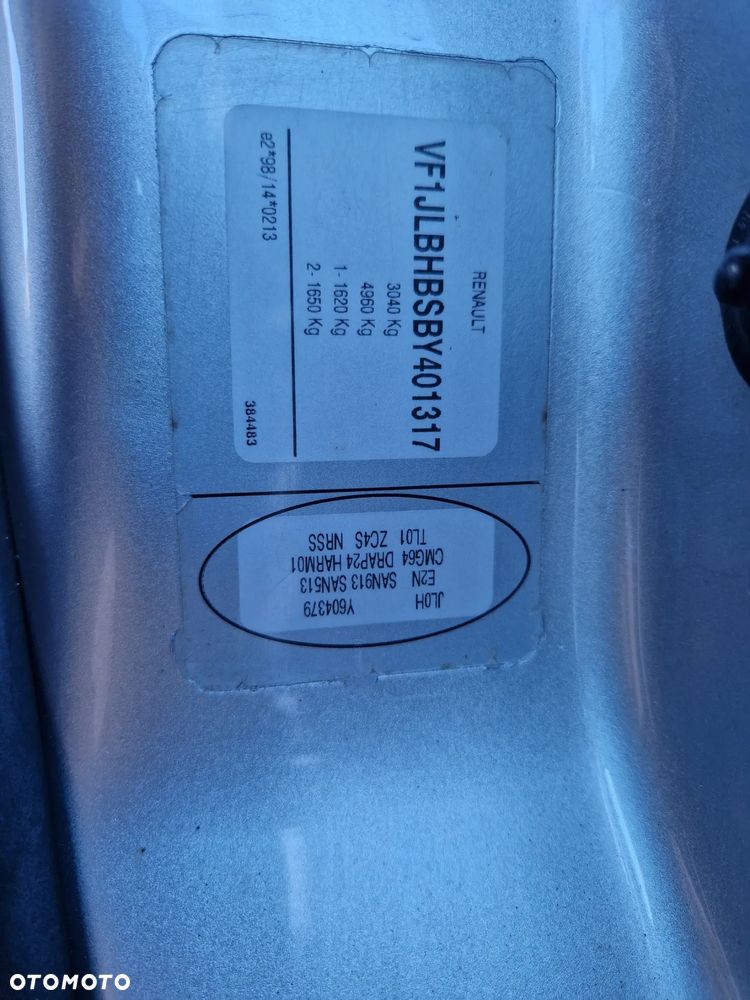 RENAULT
VF1JLBHBSBY401317
3040 Kg
4960 Kg
1- 1620 Kg
2- 1650 Kg
e2*98/14*0213
384483
JL0H Y604379
E2N SAN913 SAN513
CMG64 DRAP24 HARM01
TL01 ZC4S NRSS
OTOMOTO